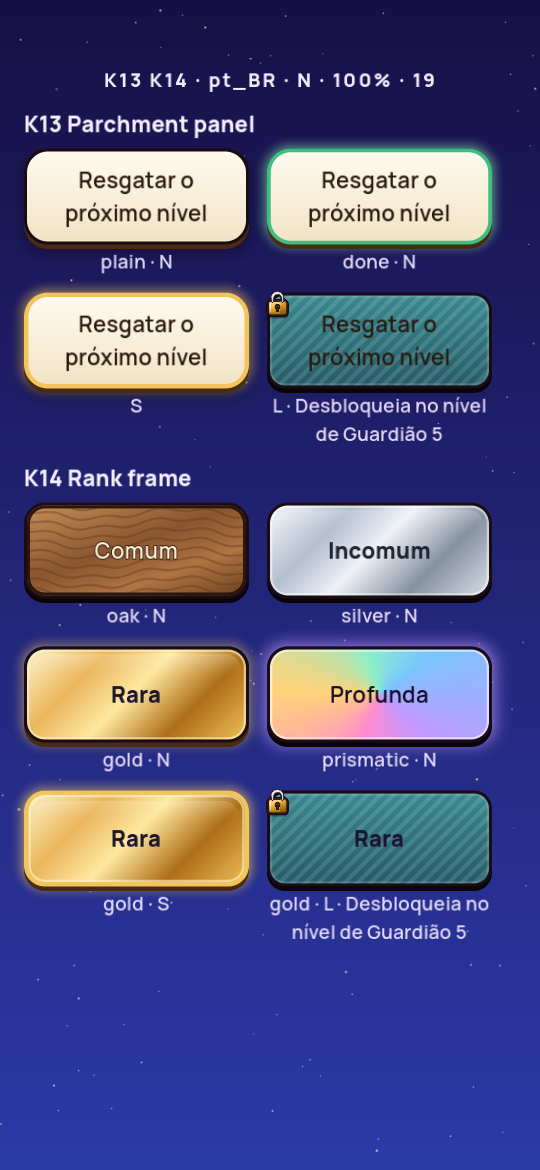 K13 K14 · pt_BR · N · 100% · 19
K13 Parchment panel
Resgatar o
próximo nível
Resgatar o
próximo nível
plain · N
done · N
Resgatar o
próximo nível
Resgatar o
próximo nível
S
L · Desbloqueia no nível
de Guardião 5
K14 Rank frame
Comum
Incomum
oak · N
silver · N
Rara
Profunda
gold · N
prismatic · N
Rara
Rara
gold · S
gold · L · Desbloqueia no
nível de Guardião 5